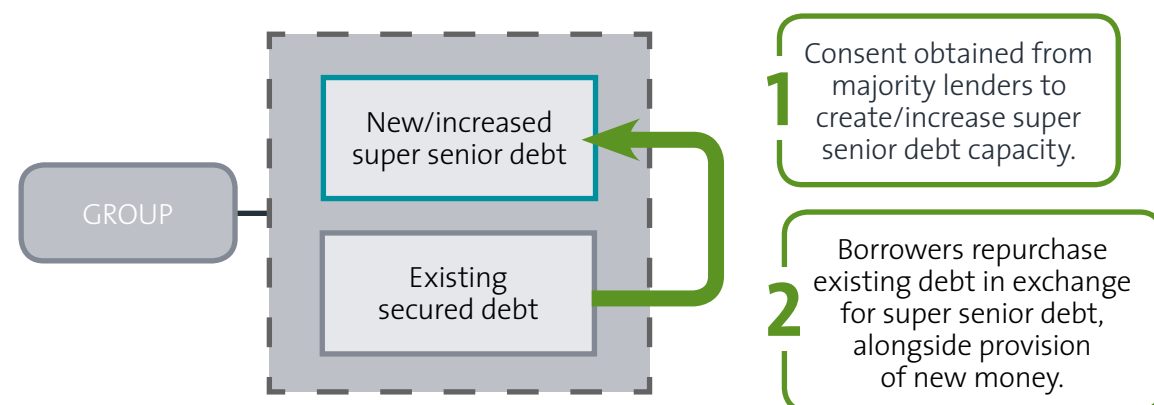 GROUP
New/increased
super senior debt
Existing
secured debt
1
Consent obtained from
majority lenders to
create/increase super
senior debt capacity.
2
Borrowers repurchase
existing debt in exchange
for super senior debt,
alongside provision
of new money.